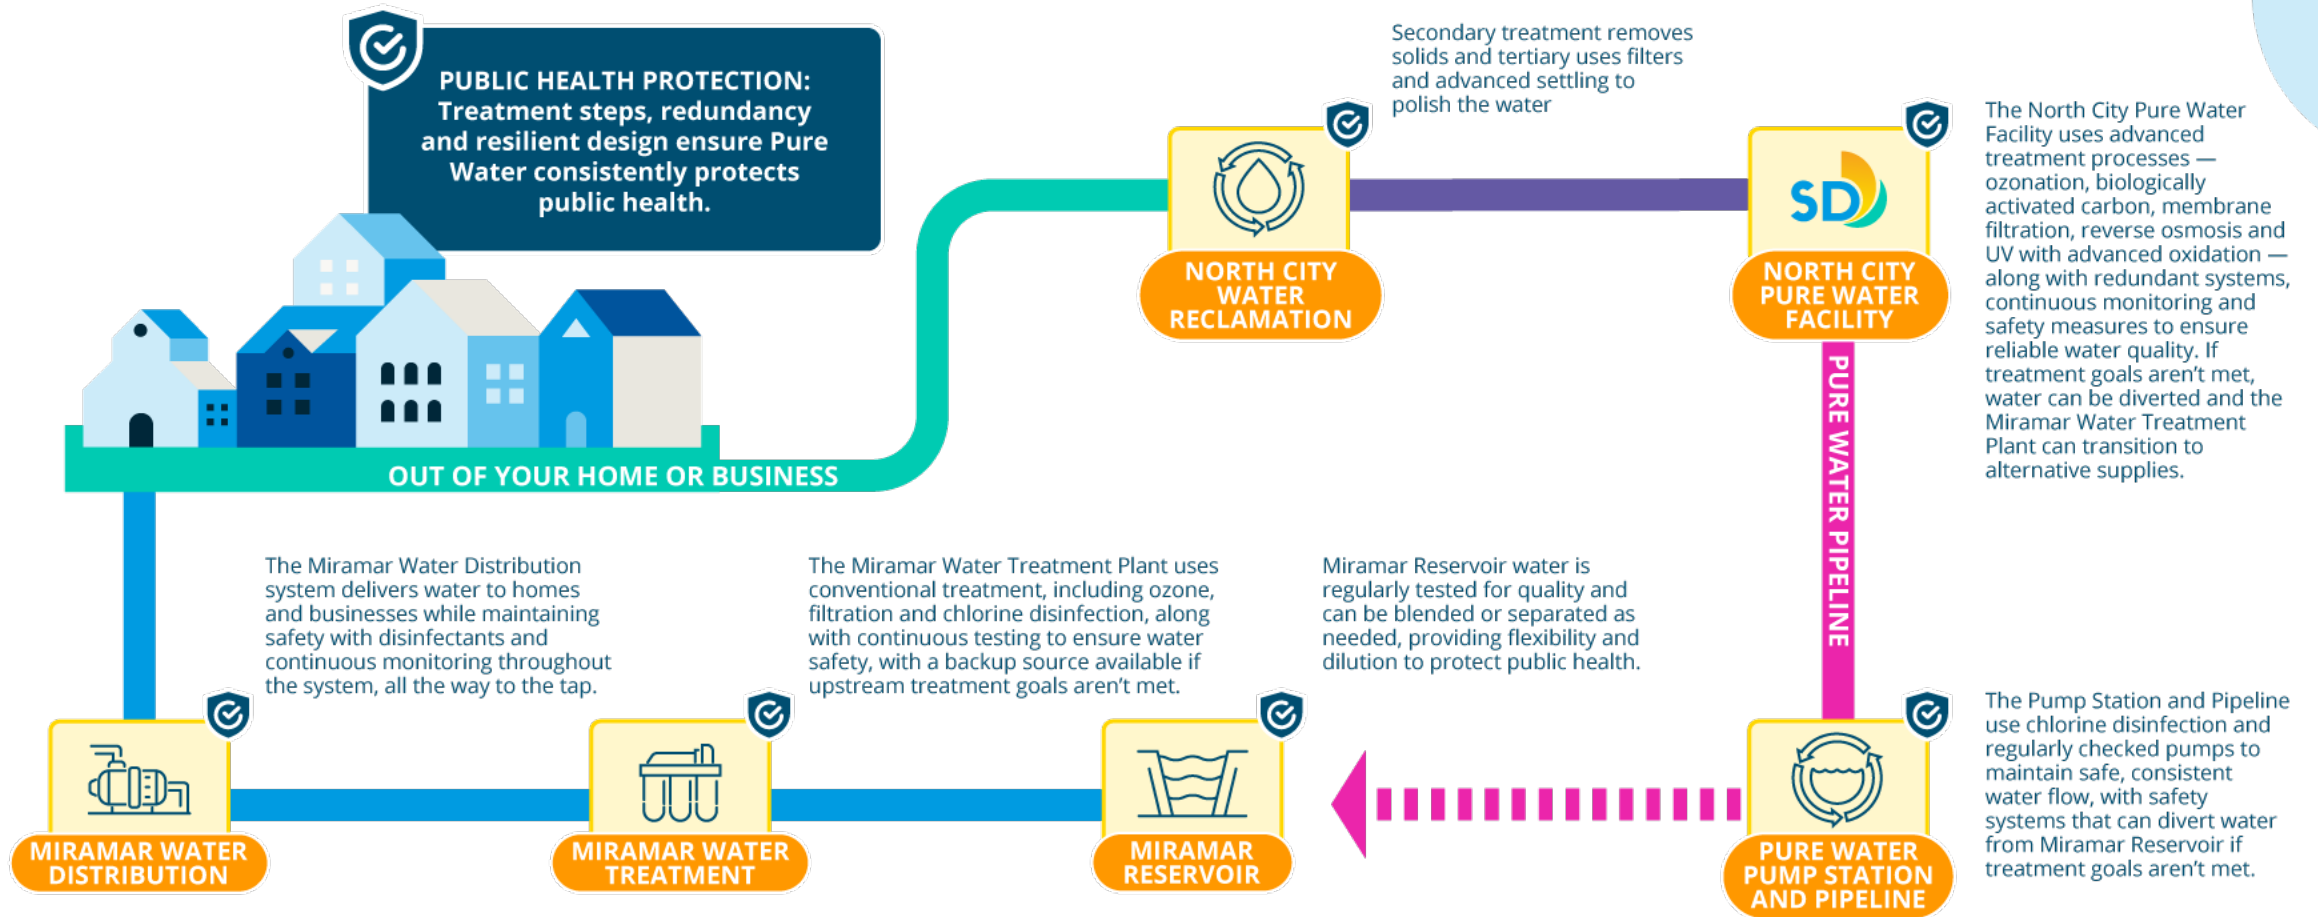 PUBLIC HEALTH PROTECTION:
Treatment steps, redundancy
and resilient design ensure Pure
Water consistently protects
public health.
OUT OF YOUR HOME OR BUSINESS
Secondary treatment removes
solids and tertiary uses filters
and advanced settling to
polish the water
NORTH CITY
WATER
RECLAMATION
SD
NORTH CITY
PURE WATER
FACILITY
The North City Pure Water
Facility uses advanced
treatment processes —
ozonation, biologically
activated carbon, membrane
filtration, reverse osmosis and
UV with advanced oxidation —
along with redundant systems,
continuous monitoring and
safety measures to ensure
reliable water quality. If
treatment goals aren’t met,
water can be diverted and the
Miramar Water Treatment
Plant can transition to
alternative supplies.
PURE WATER PIPELINE
The Pump Station and Pipeline
use chlorine disinfection and
regularly checked pumps to
maintain safe, consistent
water flow, with safety
systems that can divert water
from Miramar Reservoir if
treatment goals aren’t met.
PURE WATER
PUMP STATION
AND PIPELINE
Miramar Reservoir water is
regularly tested for quality and
can be blended or separated as
needed, providing flexibility and
dilution to protect public health.
MIRAMAR
RESERVOIR
The Miramar Water Treatment Plant uses
conventional treatment, including ozone,
filtration and chlorine disinfection, along
with continuous testing to ensure water
safety, with a backup source available if
upstream treatment goals aren’t met.
MIRAMAR WATER
TREATMENT
The Miramar Water Distribution
system delivers water to homes
and businesses while maintaining
safety with disinfectants and
continuous monitoring throughout
the system, all the way to the tap.
MIRAMAR WATER
DISTRIBUTION